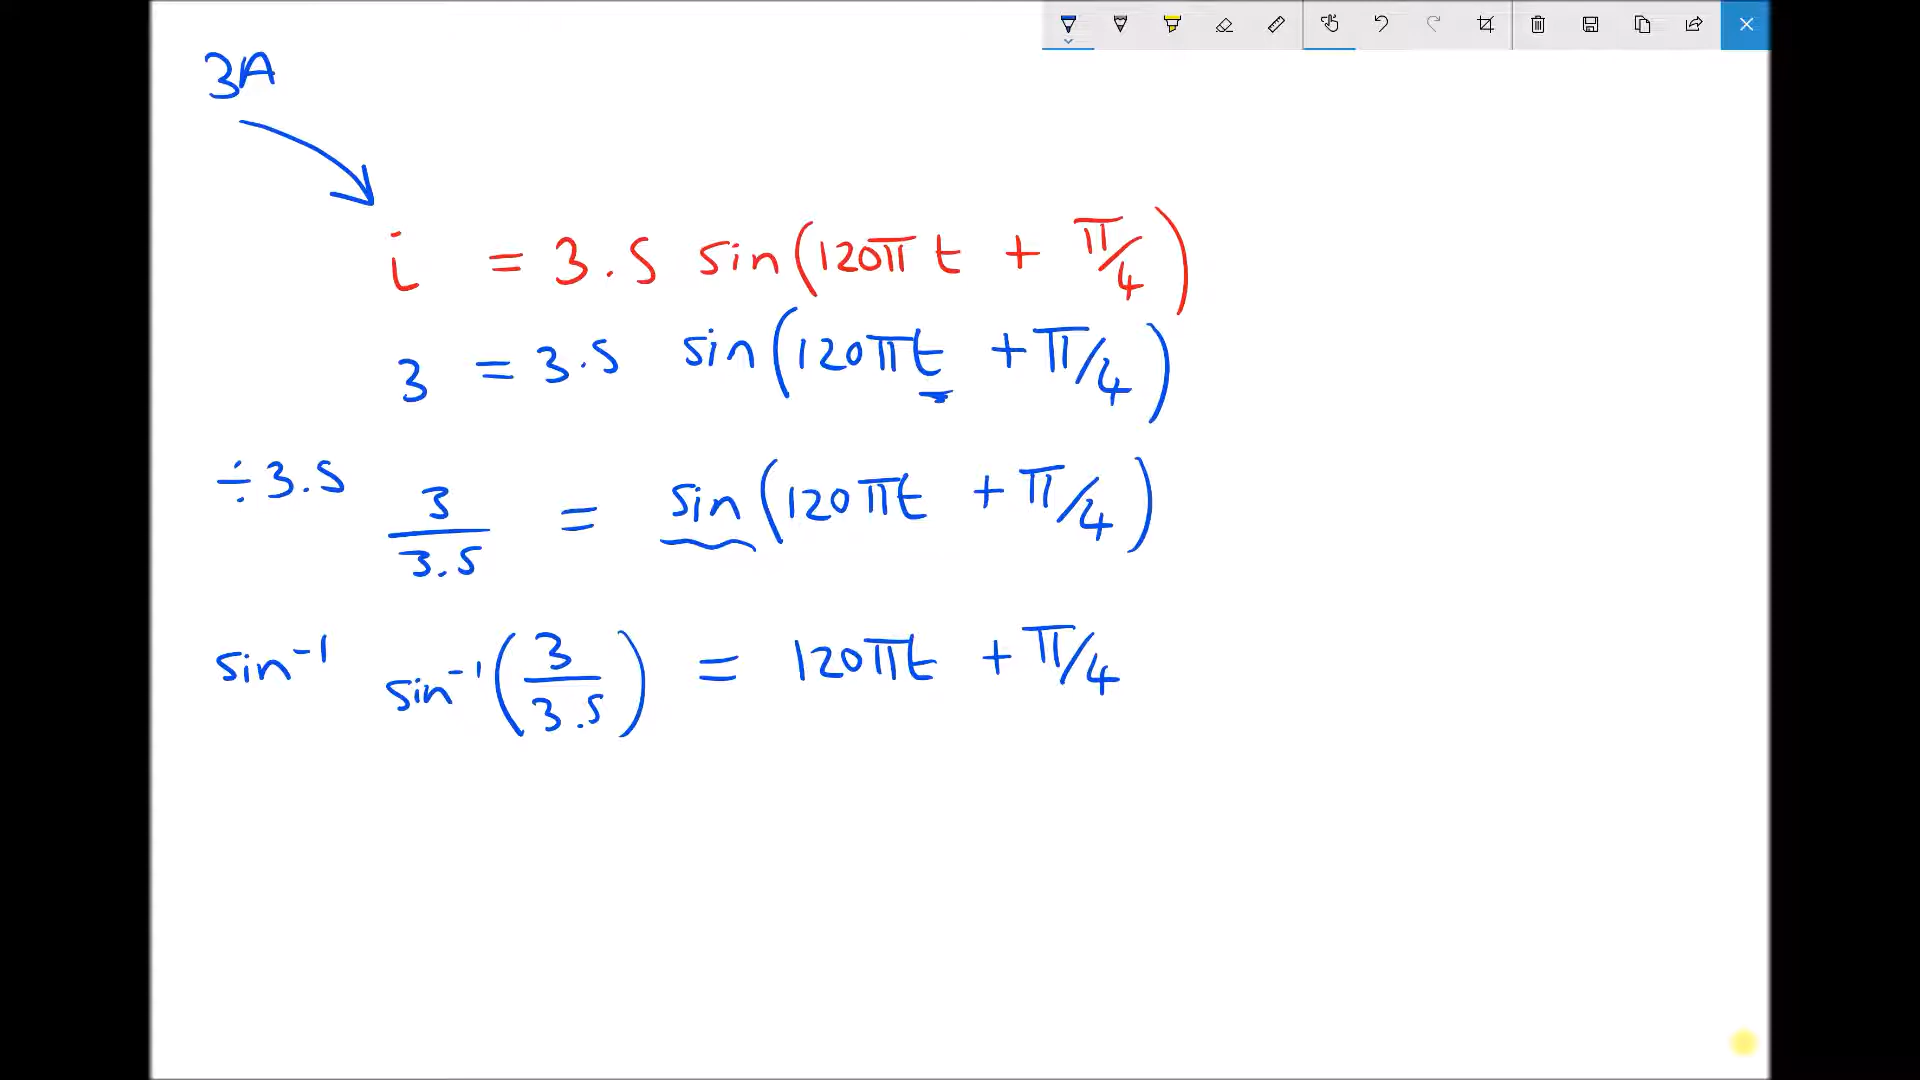 3A
i = 3.5 sin(120πt + π/4)
3 = 3.5 sin(120πt + π/4)
÷3.5 3/3.5 = sin(120πt + π/4)
sin⁻¹ sin⁻¹(3/3.5) = 120πt + π/4